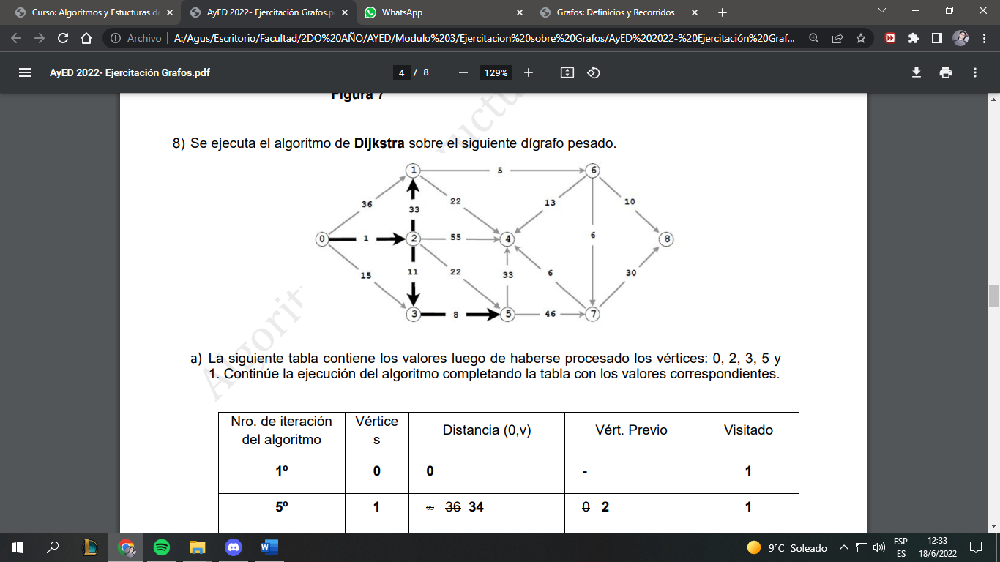 Curso: Algoritmos y Estucturas d
AyED 2022- Ejercitación Grafos.p
WhatsApp
Grafos: Definicios y Recorridos
Archivo
A:/Agus/Escritorio/Facultad/2DO%20AÑO/AYED/Modulo%203/Ejercitacion%20sobre%20Grafos/AyED%202022-%20Ejercitación%20Graf...
AyED 2022- Ejercitación Grafos.pdf
4 / 8
129%
Figura 7
8) Se ejecuta el algoritmo de Dijkstra sobre el siguiente dígrafo pesado.
1 5 6
36 22 13 10
33
0 1 2 55 4 6 8
15 11 22 33 6 30
3 8 5 46 7
Algorit
uctu
a) La siguiente tabla contiene los valores luego de haberse procesado los vértices: 0, 2, 3, 5 y
1. Continúe la ejecución del algoritmo completando la tabla con los valores correspondientes.
Nro. de iteración del algoritmo Vértice s Distancia (0,v) Vért. Previo Visitado
1º 0 0 - 1
5º 1 ∞ 36 34 0 2 1
9°C Soleado
ESP
ES
12:33
18/6/2022